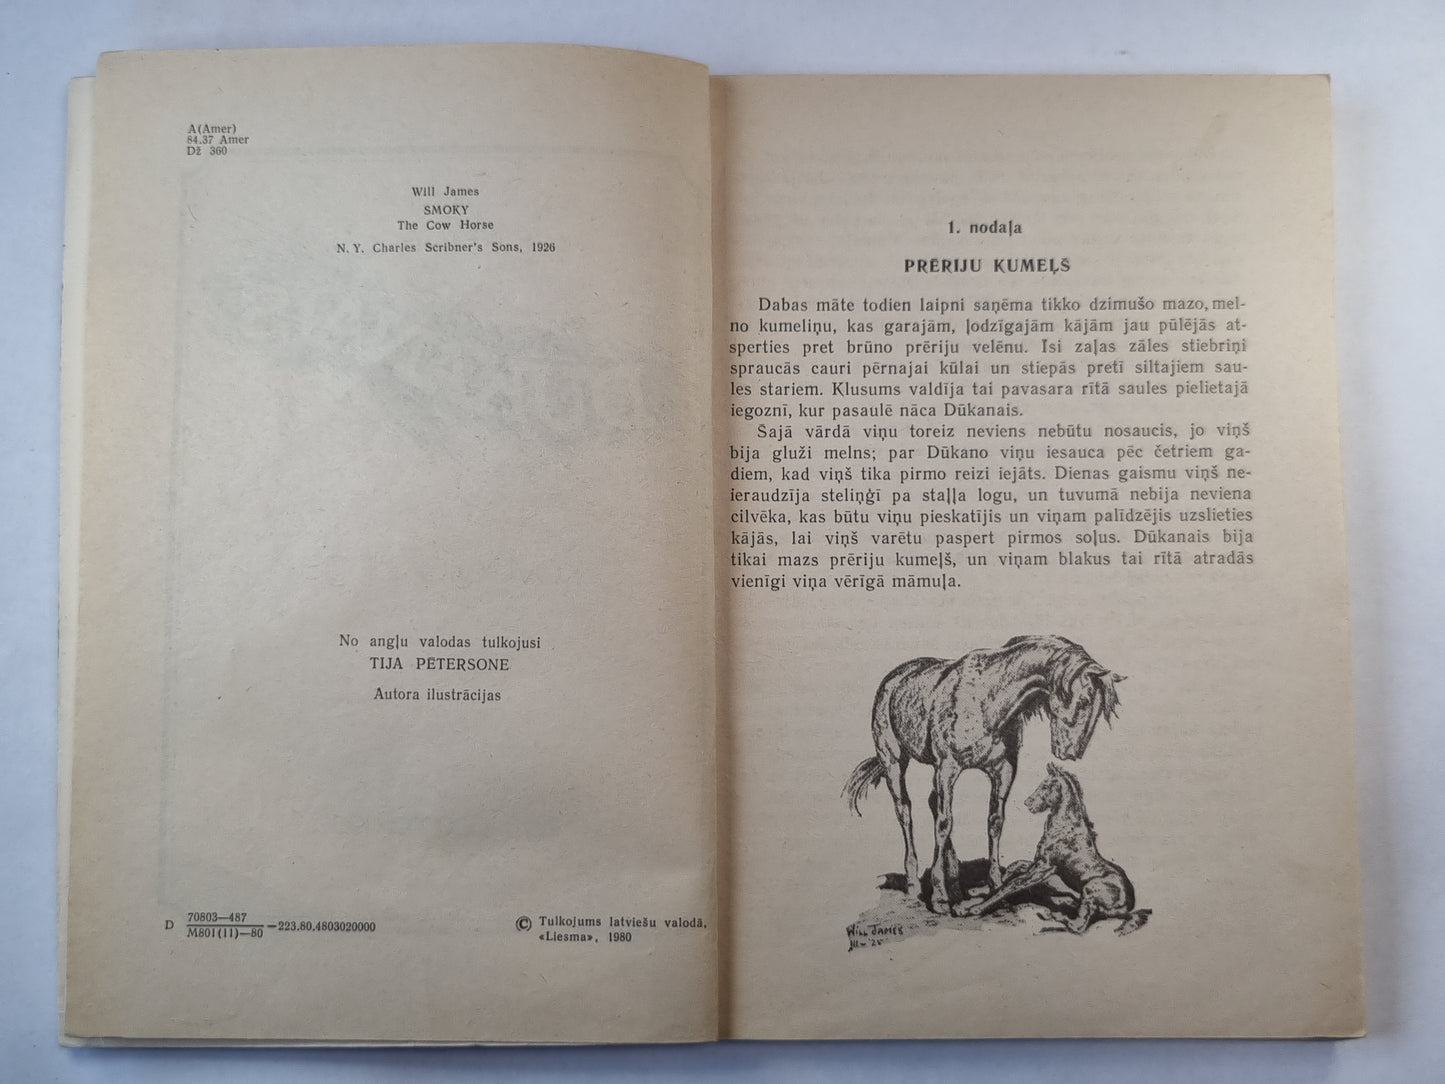 A(Amer)
84.37 Amer
Dž 360
Will James
SMOKY
The Cow Horse
N. Y. Charles Scribner's Sons, 1926
No angļu valodas tulkojusi
TIJA PĒTERSONE
Autora ilustrācijas
D 70803—487
M801(11)—80 —223.80.4803020000
© Tulkojums latviešu valodā,
«Liesma», 1980
1. nodaļa
PRĒRIJU KUMEĻŠ
Dabas māte todien laipni saņēma tikko dzimušo mazo, mel-
no kumeliņu, kas garajām, ļodzīgajām kājām jau pūlējās at-
sperties pret brūno prēriju velēnu. Īsi zaļas zāles stiebriņi
spraucās cauri pērnajai kūlai un stiepās pretī siltajiem sau-
les stariem. Klusums valdīja tai pavasara rītā saules pielietajā
iegoznī, kur pasaulē nāca Dūkanais.
Šajā vārdā viņu toreiz neviens nebūtu nosaucis, jo viņš
bija gluži melns; par Dūkano viņu iesauca pēc četriem ga-
diem, kad viņš tika pirmo reizi iejāts. Dienas gaismu viņš ne-
ieraudzīja steliņģī pa staļļa logu, un tuvumā nebija neviena
cilvēka, kas būtu viņu pieskatījis un viņam palīdzējis uzslieties
kājās, lai viņš varētu paspert pirmos soļus. Dūkanais bija
tikai mazs prēriju kumeļš, un viņam blakus tai rītā atradās
vienīgi viņa vērīgā māmuļa.
WILL JAMES
III-'25